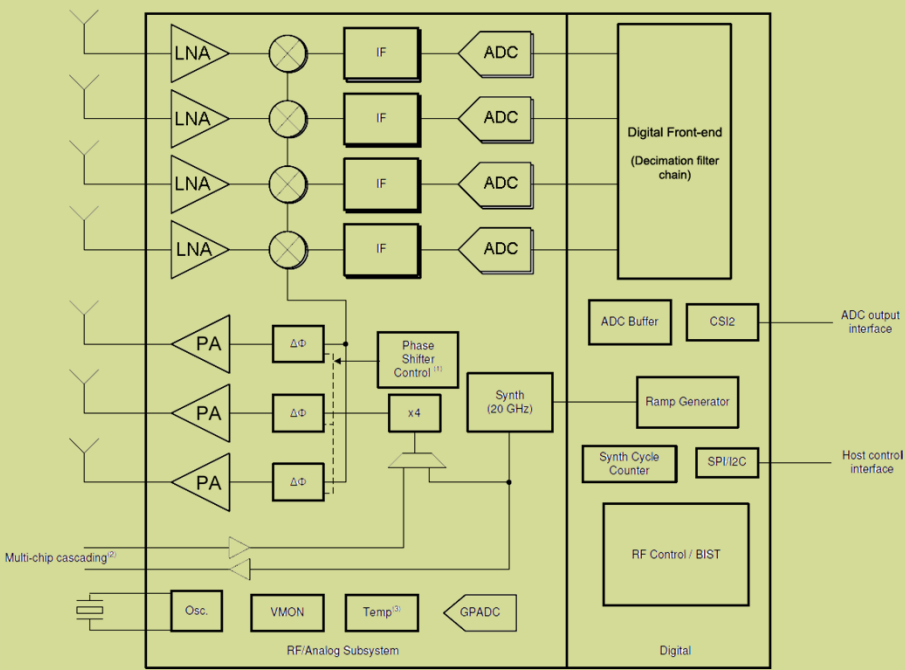 LNA
IF
ADC
LNA
IF
ADC
LNA
IF
ADC
LNA
IF
ADC
Digital Front-end
(Decimation filter
chain)
PA
ΔΦ
PA
ΔΦ
PA
ΔΦ
Phase
Shifter
Control (1)
x4
Synth
(20 GHz)
ADC Buffer
CSI2
ADC output
interface
Ramp Generator
Synth Cycle
Counter
SPI/I2C
Host control
interface
RF Control / BIST
Multi-chip cascading(2)
Osc.
VMON
Temp(3)
GPADC
RF/Analog Subsystem
Digital